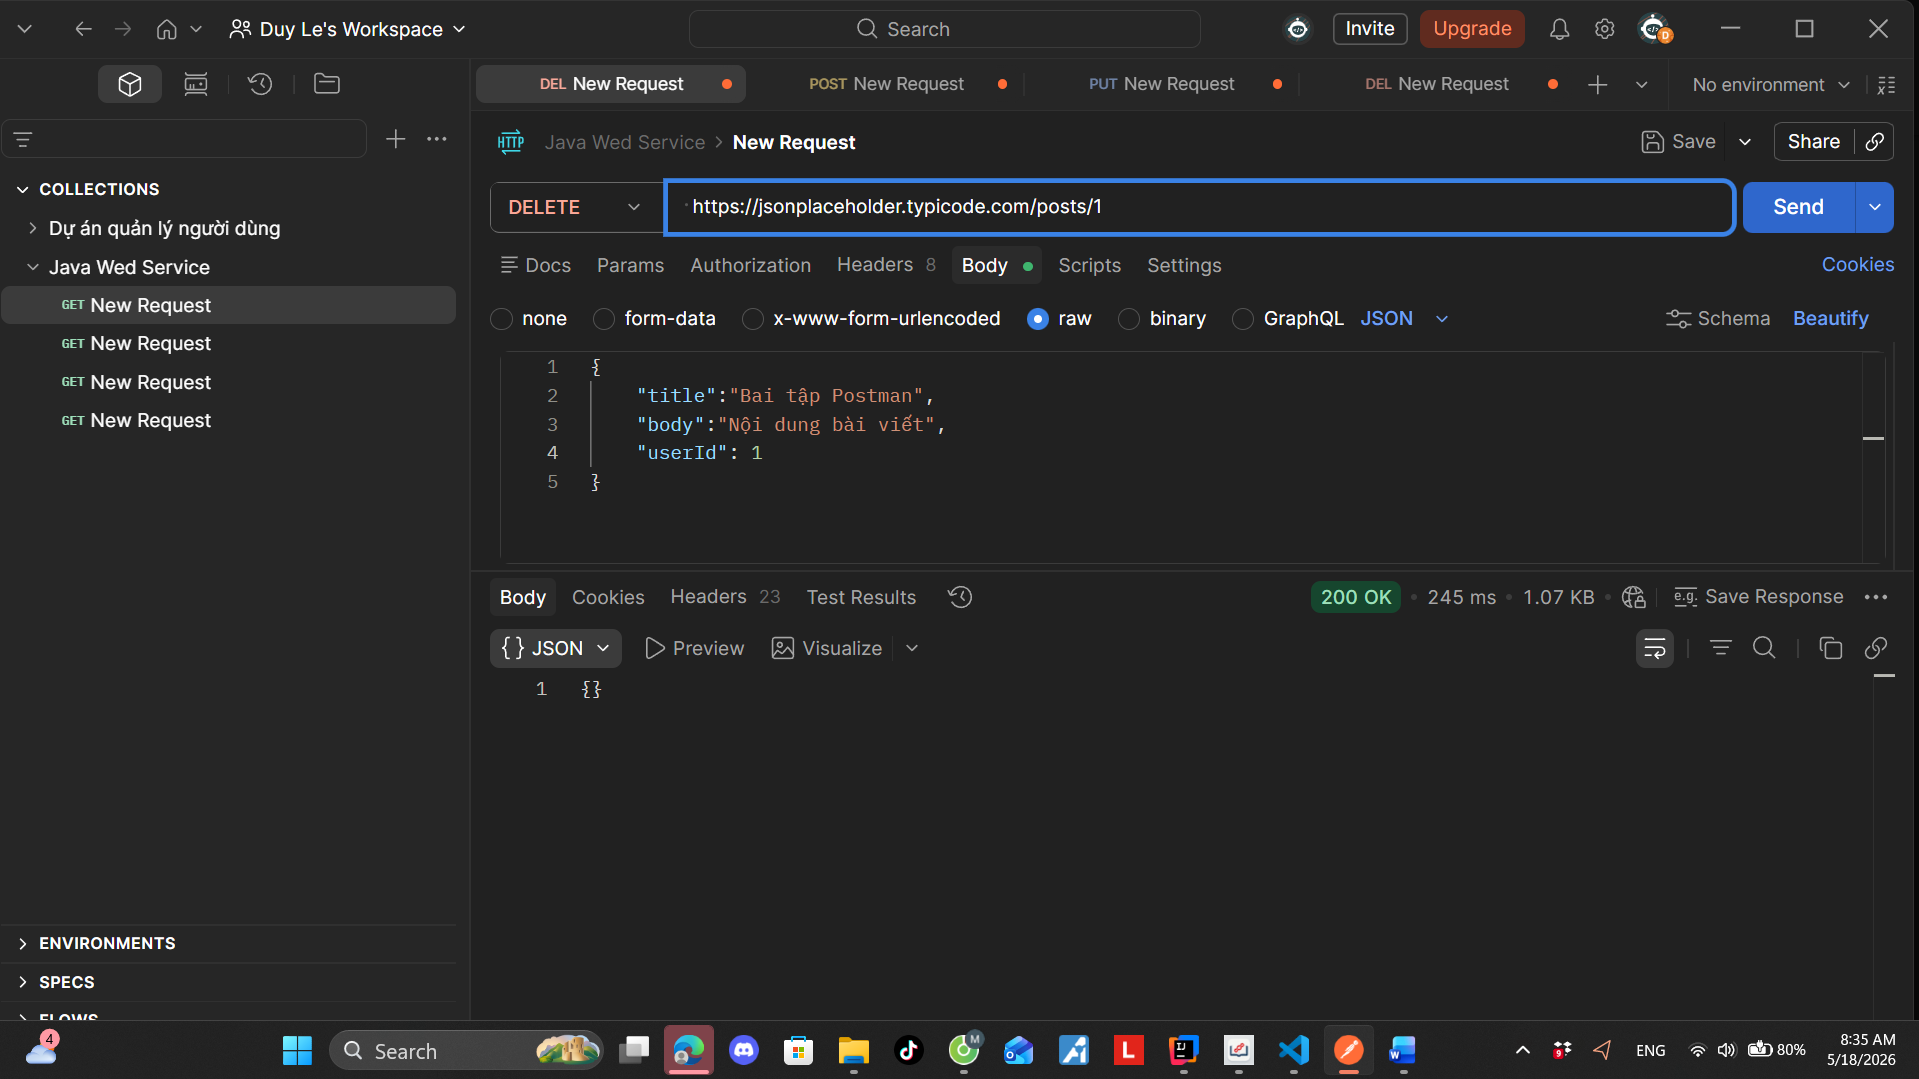 Duy Le's Workspace
Search
Invite
Upgrade
D
DEL New Request
POST New Request
PUT New Request
DEL New Request
No environment
HTTP
Java Wed Service > New Request
Save
Share
COLLECTIONS
Dự án quản lý người dùng
Java Wed Service
GET New Request
GET New Request
GET New Request
GET New Request
ENVIRONMENTS
SPECS
FLOWS
DELETE
https://jsonplaceholder.typicode.com/posts/1
Send
Docs
Params
Authorization
Headers 8
Body
Scripts
Settings
Cookies
none
form-data
x-www-form-urlencoded
raw
binary
GraphQL
JSON
Schema
Beautify
1 {
2 "title":"Bai tập Postman",
3 "body":"Nội dung bài viết",
4 "userId": 1
5 }
Body
Cookies
Headers 23
Test Results
200 OK
245 ms
1.07 KB
e.g. Save Response
{} JSON
Preview
Visualize
1 {}
4
Search
M
L
IJ
W
9
ENG
80%
8:35 AM
5/18/2026